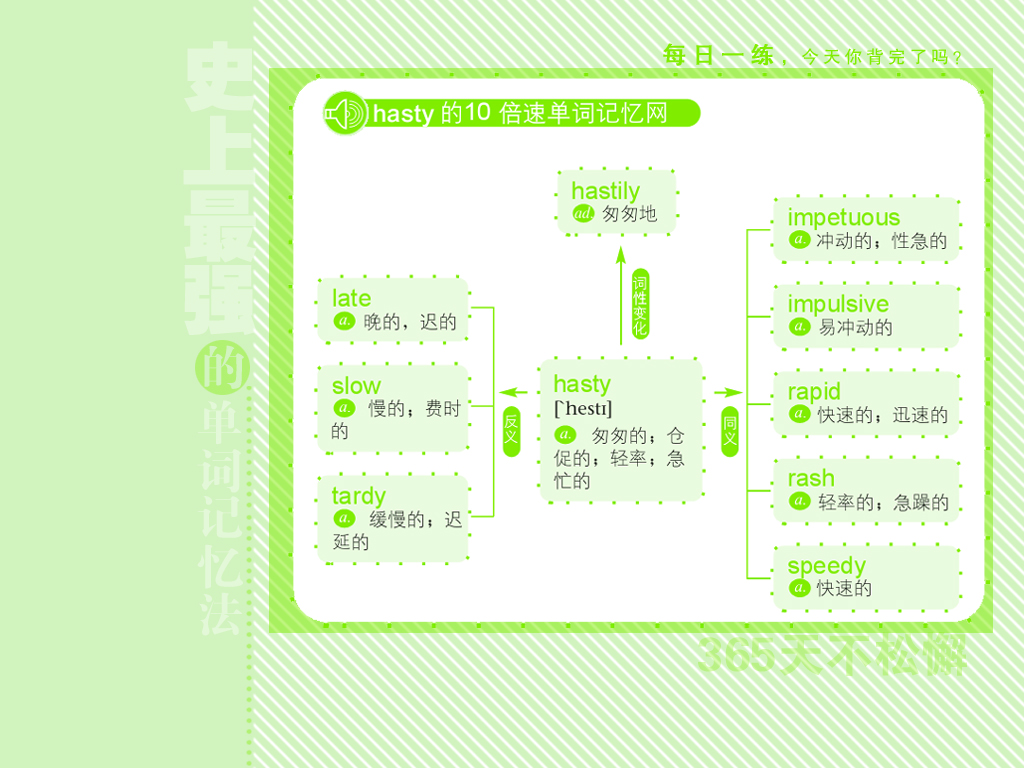 每日一练，今天你背完了吗?
史上最强的单词记忆法
hasty 的10 倍速单词记忆网
hastily
ad. 匆匆地
词性变化
late
a. 晚的，迟的
slow
a. 慢的；费时
的
tardy
a. 缓慢的；迟
延的
反义
hasty
[`hestɪ]
a. 匆匆的；仓
促的；轻率；急
忙的
同义
impetuous
a. 冲动的；性急的
impulsive
a. 易冲动的
rapid
a. 快速的；迅速的
rash
a. 轻率的；急躁的
speedy
a. 快速的
365天不松懈